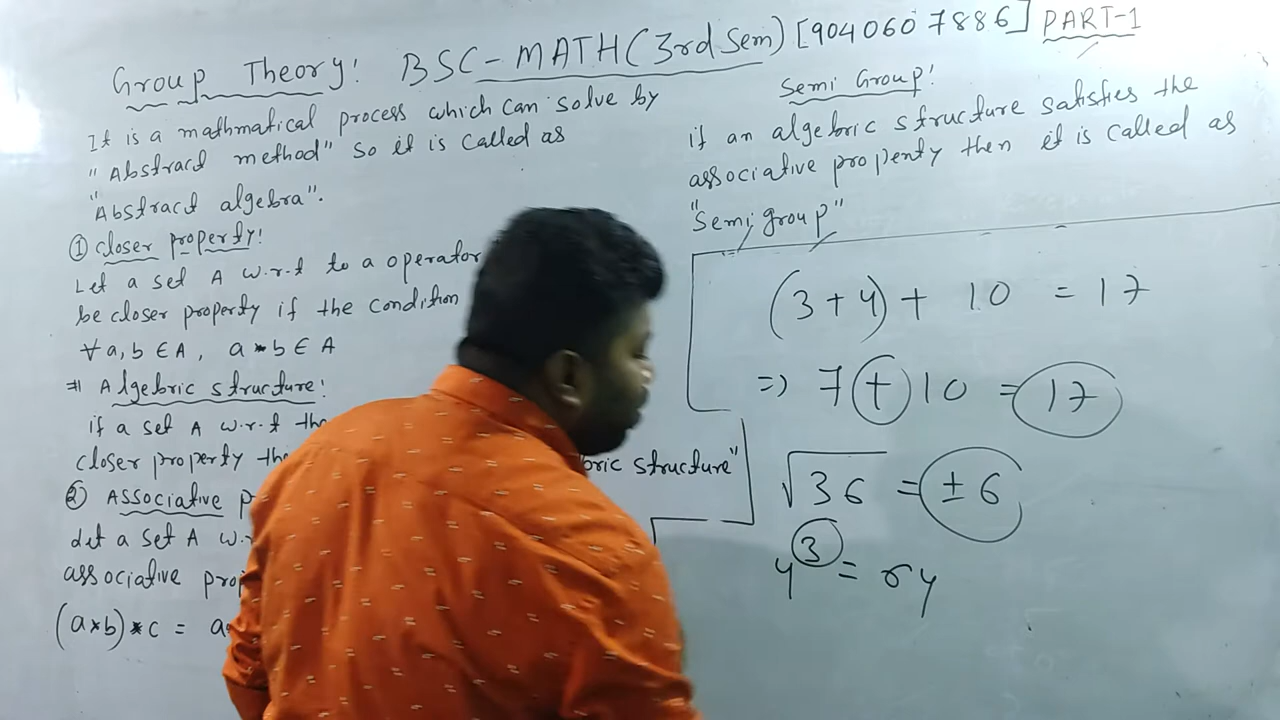 Group Theory! BSC-MATH (3rd Sem) [9040607886] PART-1
It is a mathmatical process which can solve by
"Abstract method" so it is called as
"Abstract algebra".
① closer property!
Let a set A w.r.t to a operator
be closer property if the condition
∀ a, b ∈ A, a * b ∈ A
⇒ Algebric structure!
if a set A w.r.t the
closer property the bric structure"
② Associative p
Let a set A w.r
associative prop
(a*b)*c = a
Semi Group!
if an algebric structure satisfies the
associative property then it is called as
"Semi group"
(3+4) + 10 = 17
⇒ 7 + 10 = 17
√36 = ±6
4³ =